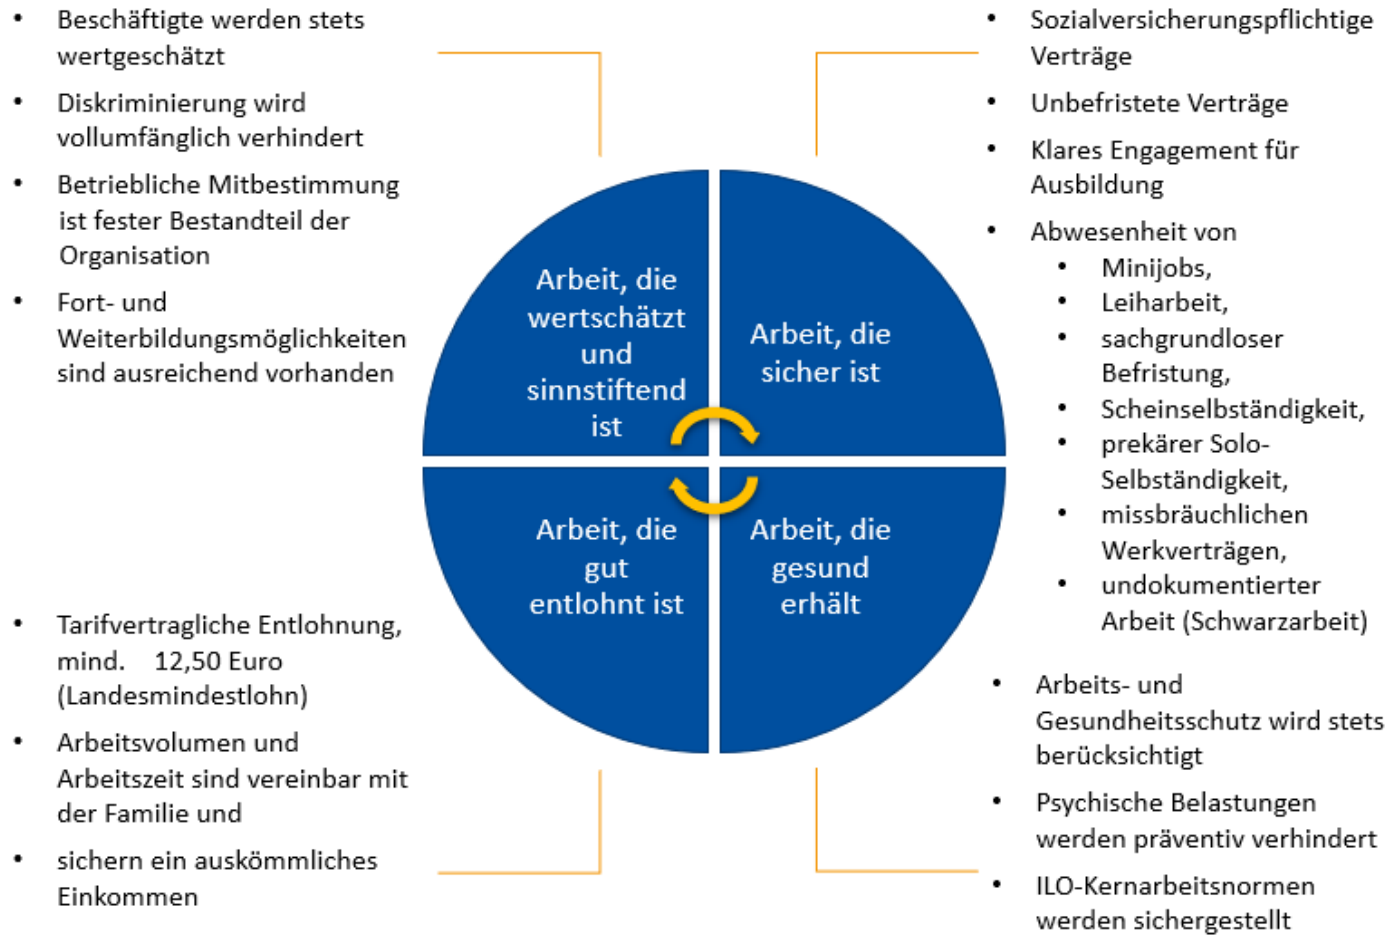 • Beschäftigte werden stets
wertgeschätzt
• Diskriminierung wird
vollumfänglich verhindert
• Betriebliche Mitbestimmung
ist fester Bestandteil der
Organisation
• Fort- und
Weiterbildungsmöglichkeiten
sind ausreichend vorhanden
• Sozialversicherungspflichtige
Verträge
• Unbefristete Verträge
• Klares Engagement für
Ausbildung
• Abwesenheit von
• Minijobs,
• Leiharbeit,
• sachgrundloser
Befristung,
• Scheinselbständigkeit,
• prekärer Solo-
Selbständigkeit,
• missbräuchlichen
Werkverträgen,
• undokumentierter
Arbeit (Schwarzarbeit)
Arbeit, die
wertschätzt
und
sinnstiftend
ist
Arbeit, die
sicher ist
Arbeit, die
gut
entlohnt ist
Arbeit, die
gesund
erhält
• Tarifvertragliche Entlohnung,
mind. 12,50 Euro
(Landesmindestlohn)
• Arbeitsvolumen und
Arbeitszeit sind vereinbar mit
der Familie und
• sichern ein auskömmliches
Einkommen
• Arbeits- und
Gesundheitsschutz wird stets
berücksichtigt
• Psychische Belastungen
werden präventiv verhindert
• ILO-Kernarbeitsnormen
werden sichergestellt